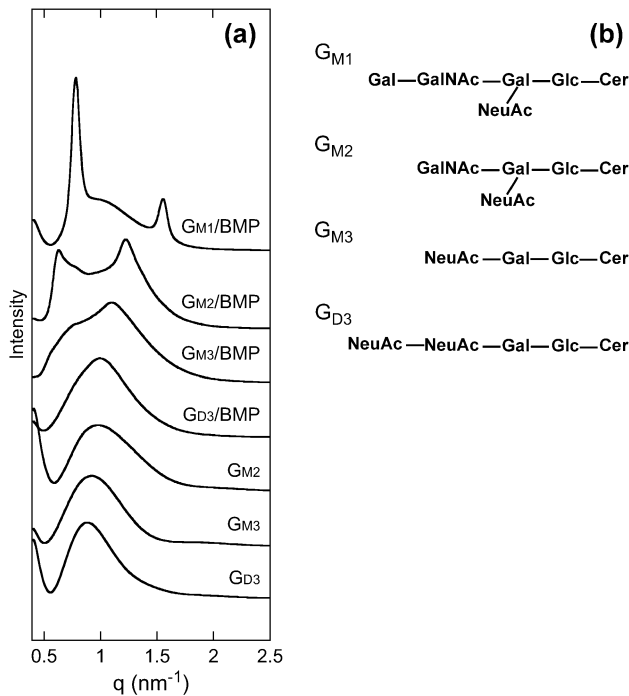 (a)
Intensity
GM1/BMP
GM2/BMP
GM3/BMP
GD3/BMP
GM2
GM3
GD3
0.5 1 1.5 2 2.5
q (nm-1)
(b)
GM1
Gal GalNAc Gal Glc Cer
NeuAc
GM2
GalNAc Gal Glc Cer
NeuAc
GM3
NeuAc Gal Glc Cer
GD3
NeuAc NeuAc Gal Glc Cer